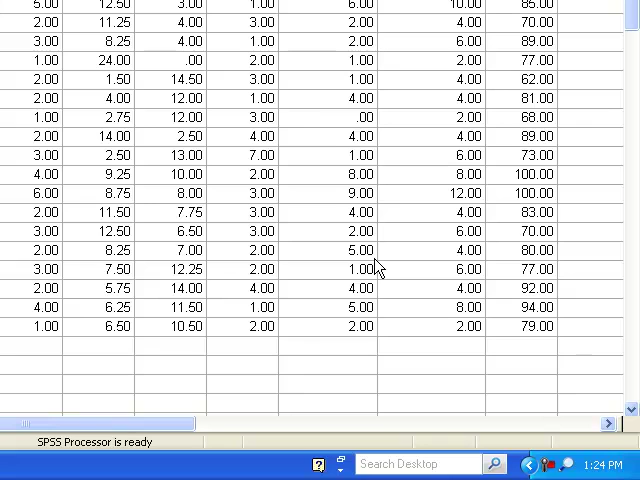 5.00 12.50 3.00 1.00 6.00 10.00 85.00
2.00 11.25 4.00 3.00 2.00 4.00 70.00
3.00 8.25 4.00 1.00 2.00 6.00 89.00
1.00 24.00 .00 2.00 1.00 2.00 77.00
2.00 1.50 14.50 3.00 1.00 4.00 62.00
2.00 4.00 12.00 1.00 4.00 4.00 81.00
1.00 2.75 12.00 3.00 .00 2.00 68.00
2.00 14.00 2.50 4.00 4.00 4.00 89.00
3.00 2.50 13.00 7.00 1.00 6.00 73.00
4.00 9.25 10.00 2.00 8.00 8.00 100.00
6.00 8.75 8.00 3.00 9.00 12.00 100.00
2.00 11.50 7.75 3.00 4.00 4.00 83.00
3.00 12.50 6.50 3.00 2.00 6.00 70.00
2.00 8.25 7.00 2.00 5.00 4.00 80.00
3.00 7.50 12.25 2.00 1.00 6.00 77.00
2.00 5.75 14.00 4.00 4.00 4.00 92.00
4.00 6.25 11.50 1.00 5.00 8.00 94.00
1.00 6.50 10.50 2.00 2.00 2.00 79.00
SPSS Processor is ready
Search Desktop
1:24 PM